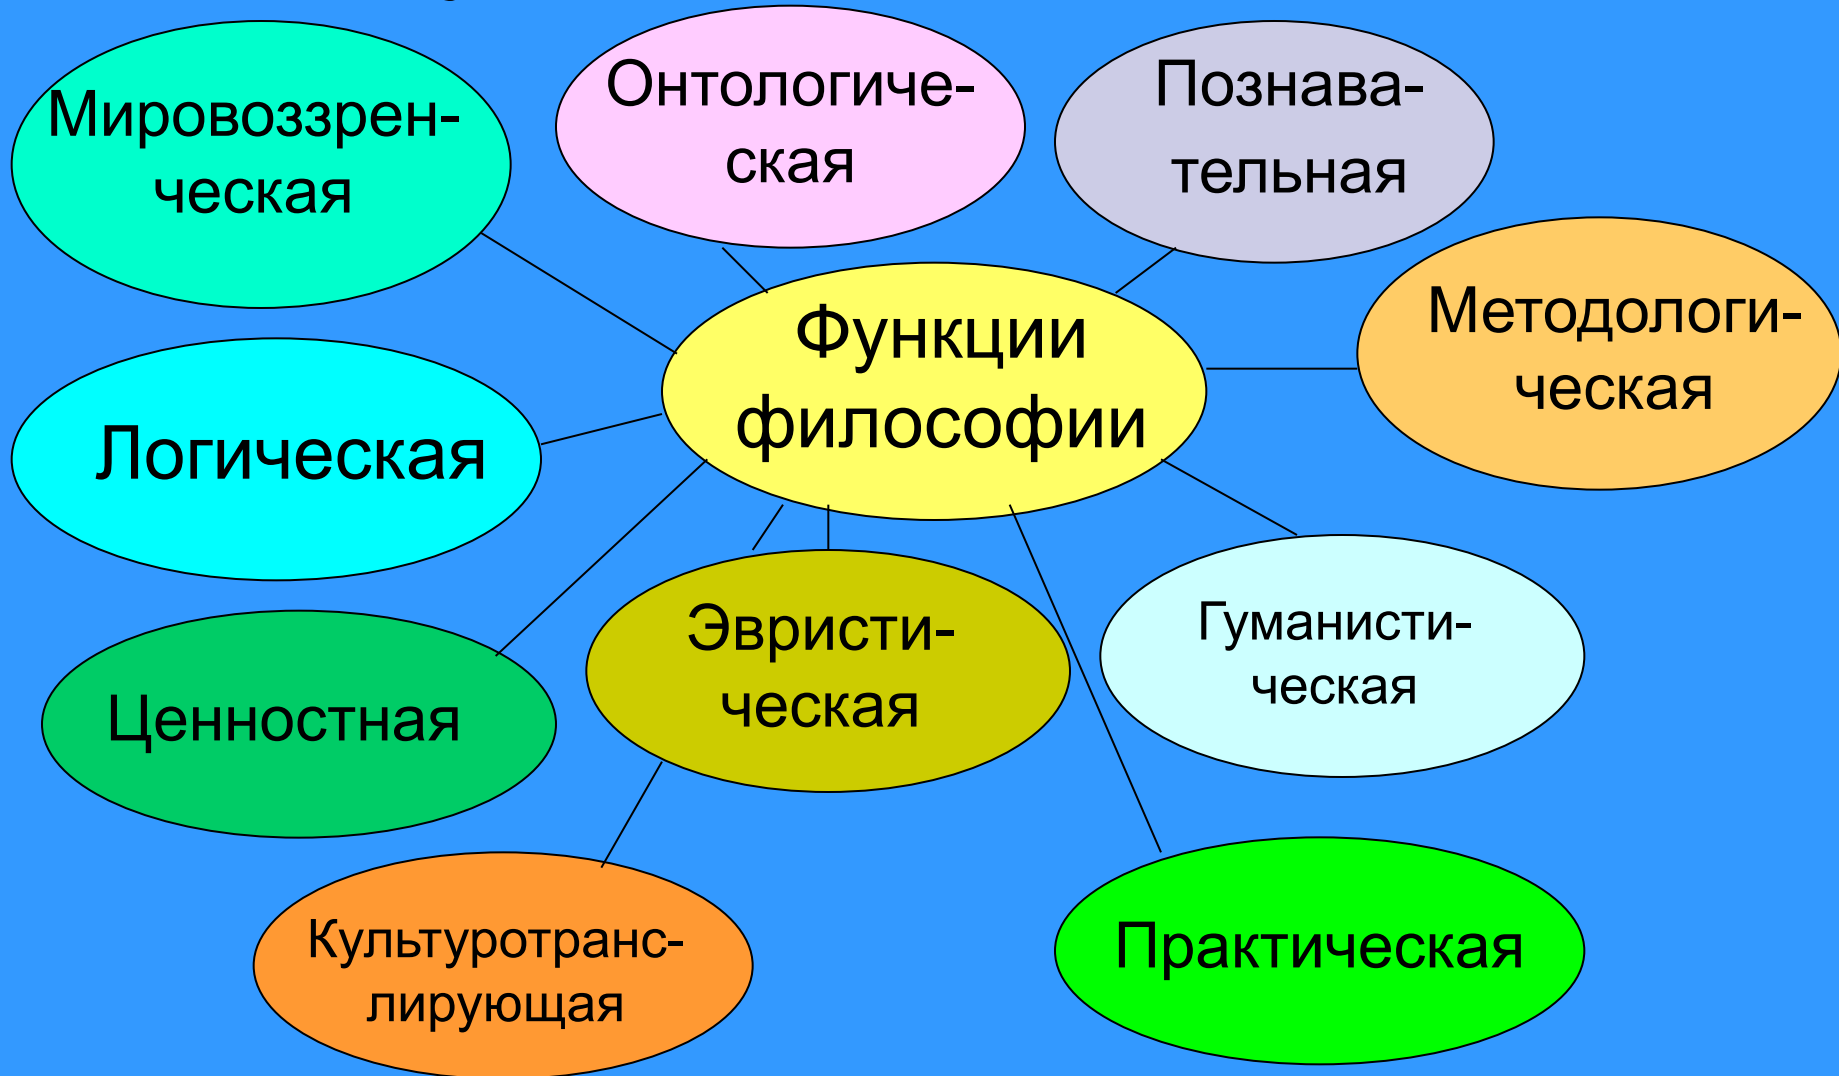 Мировоззрен-
ческая
Онтологиче-
ская
Познава-
тельная
Функции
философии
Методологи-
ческая
Логическая
Эвристи-
ческая
Гуманисти-
ческая
Ценностная
Культуротранс-
лирующая
Практическая